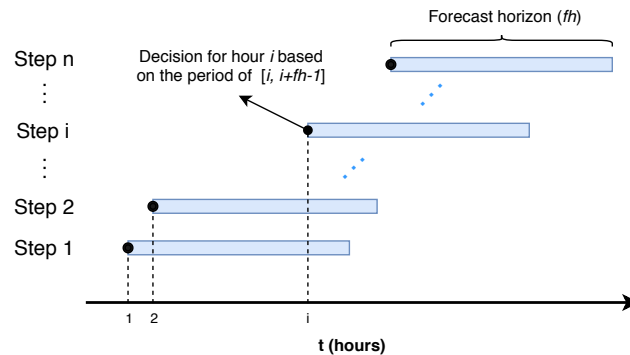 Forecast horizon (fh)
Step n
Decision for hour i based
on the period of [i, i+fh-1]
⋮
Step i
⋮
Step 2
Step 1
1 2 i
t (hours)